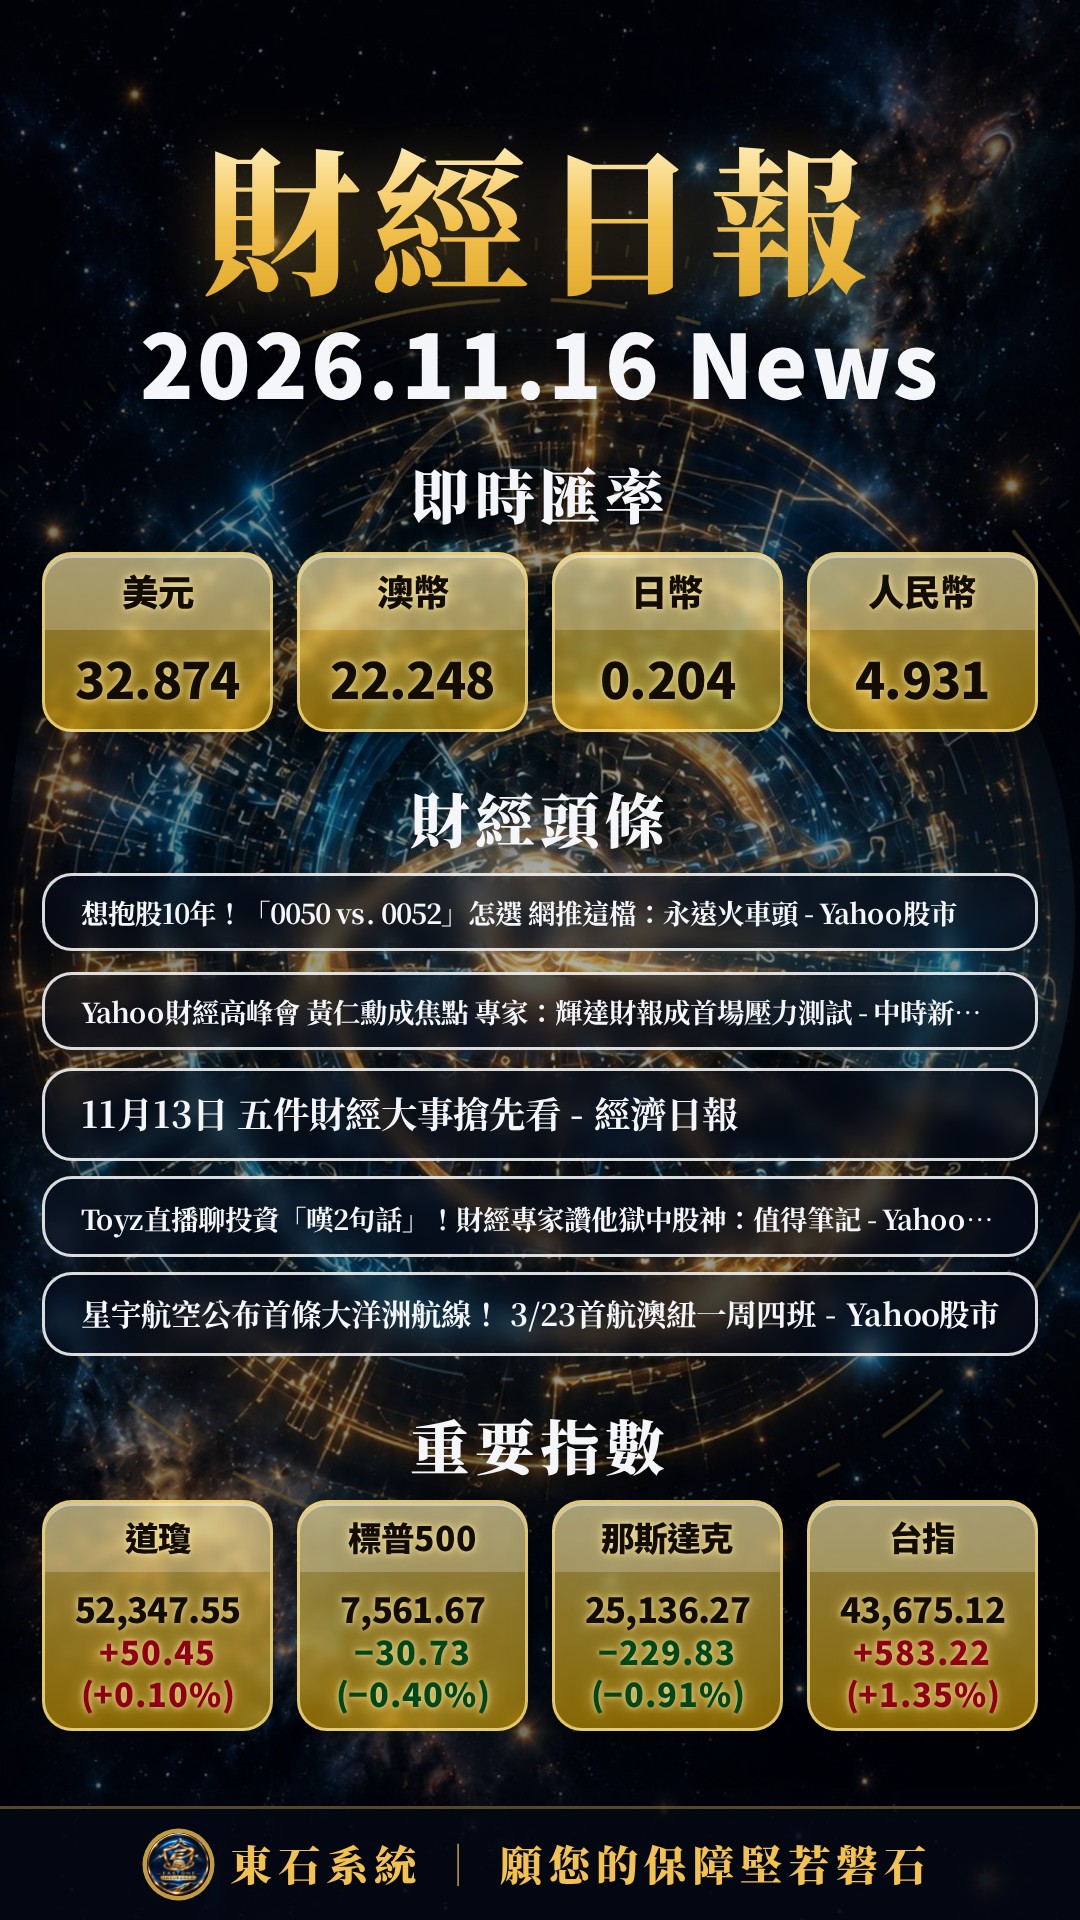 財經日報
2026.11.16 News
即時匯率
美元
32.874
澳幣
22.248
日幣
0.204
人民幣
4.931
財經頭條
想抱股10年！「0050 vs. 0052」怎選 網推這檔：永遠火車頭 - Yahoo股市
Yahoo財經高峰會 黃仁勳成焦點 專家：輝達財報成首場壓力測試 - 中時新…
11月13日 五件財經大事搶先看 - 經濟日報
Toyz直播聊投資「嘆2句話」！財經專家讚他獄中股神：值得筆記 - Yahoo…
星宇航空公布首條大洋洲航線！ 3/23首航澳紐一周四班 - Yahoo股市
重要指數
道瓊
52,347.55
+50.45
(+0.10%)
標普500
7,561.67
−30.73
(−0.40%)
那斯達克
25,136.27
−229.83
(−0.91%)
台指
43,675.12
+583.22
(+1.35%)
東石系統 ｜ 願您的保障堅若磐石